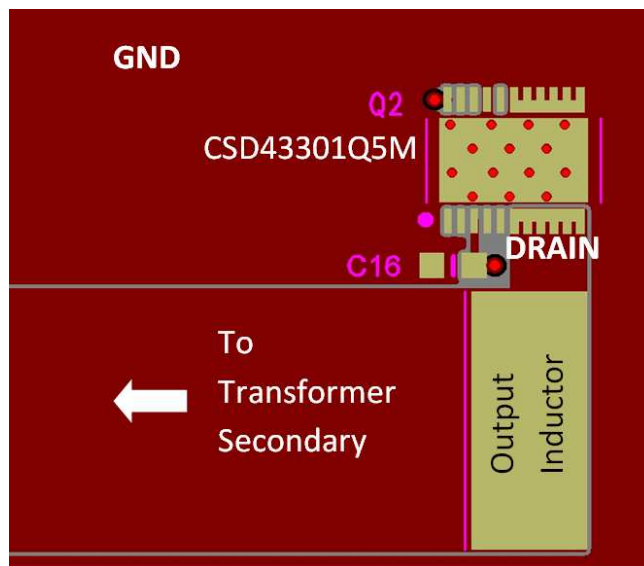 GND
Q2
CSD43301Q5M
DRAIN
C16
To
Transformer
Secondary
Output
Inductor